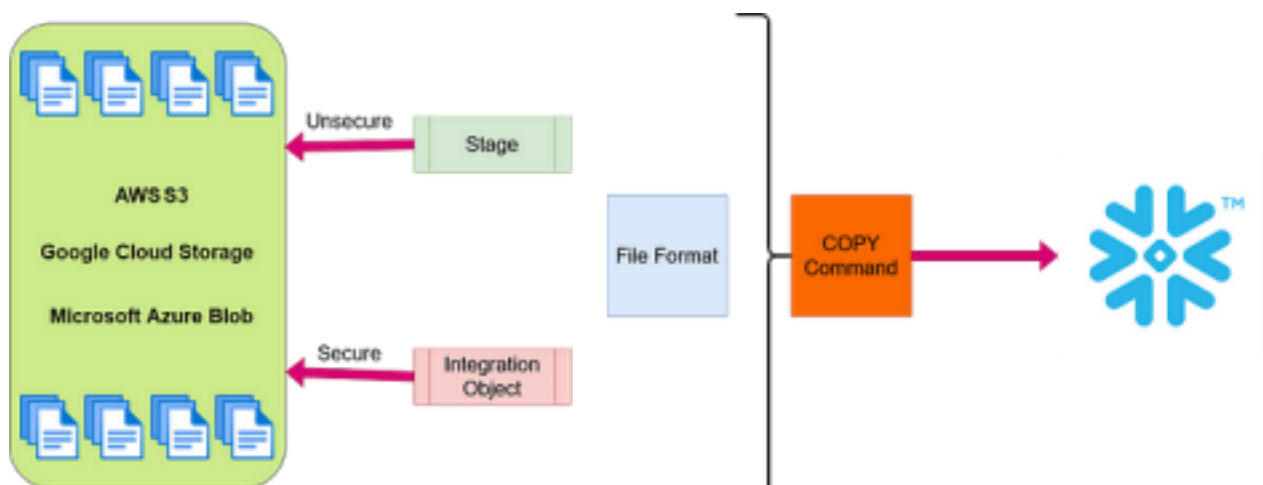 AWS S3
Google Cloud Storage
Microsoft Azure Blob
Unsecure
Stage
Secure
Integration
Object
File Format
COPY
Command
TM